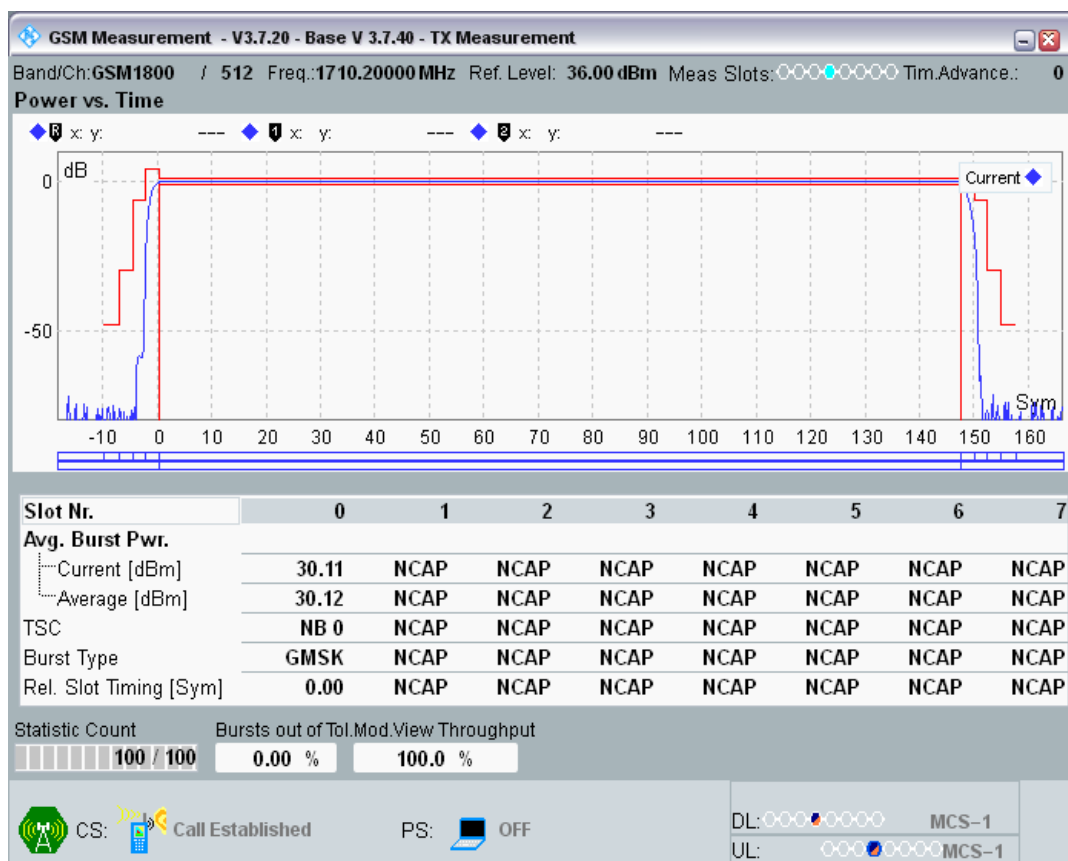 GSM Measurement - V3.7.20 - Base V 3.7.40 - TX Measurement
Band/Ch:GSM1800 / 512 Freq.:1710.20000 MHz Ref. Level: 36.00 dBm Meas Slots: Tim.Advance.: 0
Power vs. Time
R x: y: --- 1 x: y: --- 2 x: y: ---
dB
0
Current
-50
Sym
-10 0 10 20 30 40 50 60 70 80 90 100 110 120 130 140 150 160
Slot Nr. 0 1 2 3 4 5 6 7
Avg. Burst Pwr.
Current [dBm] 30.11 NCAP NCAP NCAP NCAP NCAP NCAP NCAP
Average [dBm] 30.12 NCAP NCAP NCAP NCAP NCAP NCAP NCAP
TSC NB 0 NCAP NCAP NCAP NCAP NCAP NCAP NCAP
Burst Type GMSK NCAP NCAP NCAP NCAP NCAP NCAP NCAP
Rel. Slot Timing [Sym] 0.00 NCAP NCAP NCAP NCAP NCAP NCAP NCAP
Statistic Count Bursts out of Tol.Mod.View Throughput
100 / 100 0.00 % 100.0 %
CS: Call Established PS: OFF
DL: MCS-1
UL: MCS-1